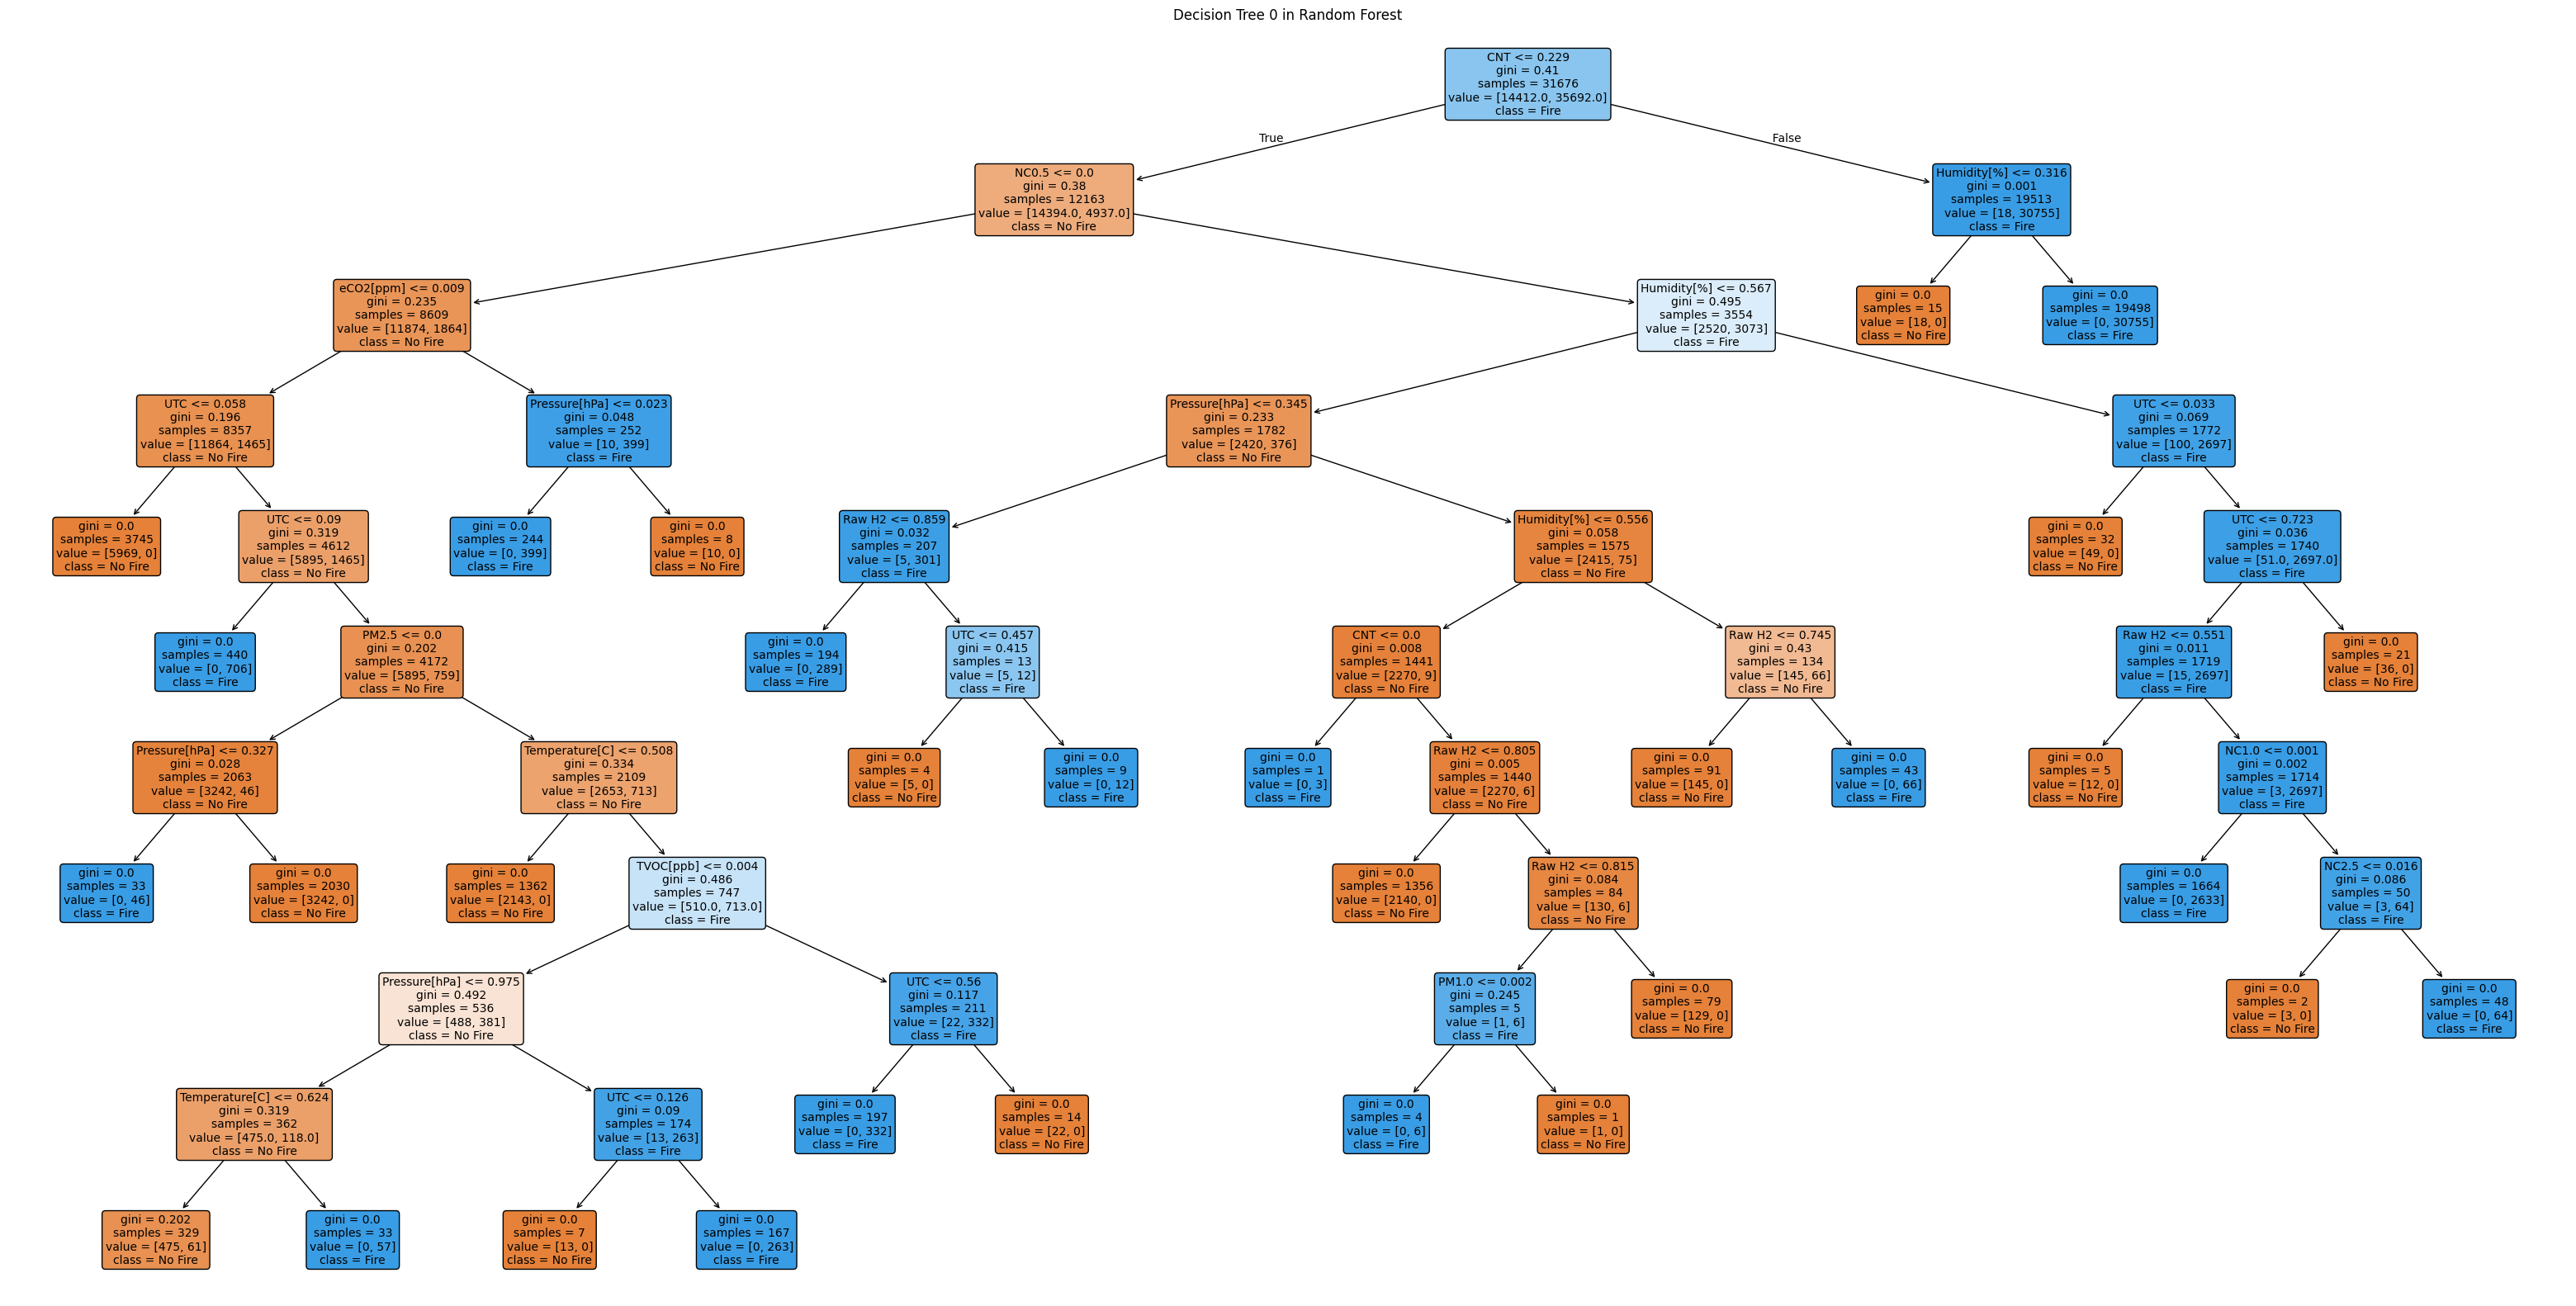 Decision Tree 0 in Random Forest
CNT <= 0.229
gini = 0.41
samples = 31676
value = [14412.0, 35692.0]
class = Fire
True
False
NC0.5 <= 0.0
gini = 0.38
samples = 12163
value = [14394.0, 4937.0]
class = No Fire
Humidity[%] <= 0.316
gini = 0.001
samples = 19513
value = [18, 30755]
class = Fire
eCO2[ppm] <= 0.009
gini = 0.235
samples = 8609
value = [11874, 1864]
class = No Fire
Humidity[%] <= 0.567
gini = 0.495
samples = 3554
value = [2520, 3073]
class = Fire
gini = 0.0
samples = 15
value = [18, 0]
class = No Fire
gini = 0.0
samples = 19498
value = [0, 30755]
class = Fire
UTC <= 0.058
gini = 0.196
samples = 8357
value = [11864, 1465]
class = No Fire
Pressure[hPa] <= 0.023
gini = 0.048
samples = 252
value = [10, 399]
class = Fire
Pressure[hPa] <= 0.345
gini = 0.233
samples = 1782
value = [2420, 376]
class = No Fire
UTC <= 0.033
gini = 0.069
samples = 1772
value = [100, 2697]
class = Fire
gini = 0.0
samples = 3745
value = [5969, 0]
class = No Fire
UTC <= 0.09
gini = 0.319
samples = 4612
value = [5895, 1465]
class = No Fire
gini = 0.0
samples = 244
value = [0, 399]
class = Fire
gini = 0.0
samples = 8
value = [10, 0]
class = No Fire
Raw H2 <= 0.859
gini = 0.032
samples = 207
value = [5, 301]
class = Fire
Humidity[%] <= 0.556
gini = 0.058
samples = 1575
value = [2415, 75]
class = No Fire
gini = 0.0
samples = 32
value = [49, 0]
class = No Fire
UTC <= 0.723
gini = 0.036
samples = 1740
value = [51.0, 2697.0]
class = Fire
gini = 0.0
samples = 440
value = [0, 706]
class = Fire
PM2.5 <= 0.0
gini = 0.202
samples = 4172
value = [5895, 759]
class = No Fire
gini = 0.0
samples = 194
value = [0, 289]
class = Fire
UTC <= 0.457
gini = 0.415
samples = 13
value = [5, 12]
class = Fire
CNT <= 0.0
gini = 0.008
samples = 1441
value = [2270, 9]
class = No Fire
Raw H2 <= 0.745
gini = 0.43
samples = 134
value = [145, 66]
class = No Fire
Raw H2 <= 0.551
gini = 0.011
samples = 1719
value = [15, 2697]
class = Fire
gini = 0.0
samples = 21
value = [36, 0]
class = No Fire
Pressure[hPa] <= 0.327
gini = 0.028
samples = 2063
value = [3242, 46]
class = No Fire
Temperature[C] <= 0.508
gini = 0.334
samples = 2109
value = [2653, 713]
class = No Fire
gini = 0.0
samples = 4
value = [5, 0]
class = No Fire
gini = 0.0
samples = 9
value = [0, 12]
class = Fire
gini = 0.0
samples = 1
value = [0, 3]
class = Fire
Raw H2 <= 0.805
gini = 0.005
samples = 1440
value = [2270, 6]
class = No Fire
gini = 0.0
samples = 91
value = [145, 0]
class = No Fire
gini = 0.0
samples = 43
value = [0, 66]
class = Fire
gini = 0.0
samples = 5
value = [12, 0]
class = No Fire
NC1.0 <= 0.001
gini = 0.002
samples = 1714
value = [3, 2697]
class = Fire
gini = 0.0
samples = 33
value = [0, 46]
class = Fire
gini = 0.0
samples = 2030
value = [3242, 0]
class = No Fire
gini = 0.0
samples = 1362
value = [2143, 0]
class = No Fire
TVOC[ppb] <= 0.004
gini = 0.486
samples = 747
value = [510.0, 713.0]
class = Fire
gini = 0.0
samples = 1356
value = [2140, 0]
class = No Fire
Raw H2 <= 0.815
gini = 0.084
samples = 84
value = [130, 6]
class = No Fire
gini = 0.0
samples = 1664
value = [0, 2633]
class = Fire
NC2.5 <= 0.016
gini = 0.086
samples = 50
value = [3, 64]
class = Fire
Pressure[hPa] <= 0.975
gini = 0.492
samples = 536
value = [488, 381]
class = No Fire
UTC <= 0.56
gini = 0.117
samples = 211
value = [22, 332]
class = Fire
PM1.0 <= 0.002
gini = 0.245
samples = 5
value = [1, 6]
class = Fire
gini = 0.0
samples = 79
value = [129, 0]
class = No Fire
gini = 0.0
samples = 2
value = [3, 0]
class = No Fire
gini = 0.0
samples = 48
value = [0, 64]
class = Fire
Temperature[C] <= 0.624
gini = 0.319
samples = 362
value = [475.0, 118.0]
class = No Fire
UTC <= 0.126
gini = 0.09
samples = 174
value = [13, 263]
class = Fire
gini = 0.0
samples = 197
value = [0, 332]
class = Fire
gini = 0.0
samples = 14
value = [22, 0]
class = No Fire
gini = 0.0
samples = 4
value = [0, 6]
class = Fire
gini = 0.0
samples = 1
value = [1, 0]
class = No Fire
gini = 0.202
samples = 329
value = [475, 61]
class = No Fire
gini = 0.0
samples = 33
value = [0, 57]
class = Fire
gini = 0.0
samples = 7
value = [13, 0]
class = No Fire
gini = 0.0
samples = 167
value = [0, 263]
class = Fire